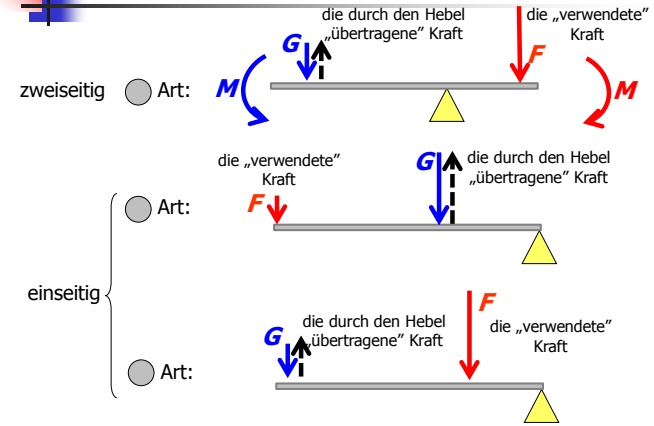 die durch den Hebel
„übertragene” Kraft
die „verwendete”
Kraft
G
F
zweiseitig
Art:
M
M
die „verwendete”
Kraft
G
die durch den Hebel
„übertragene” Kraft
Art:
F
einseitig
F
die durch den Hebel
„übertragene” Kraft
die „verwendete”
Kraft
G
Art: